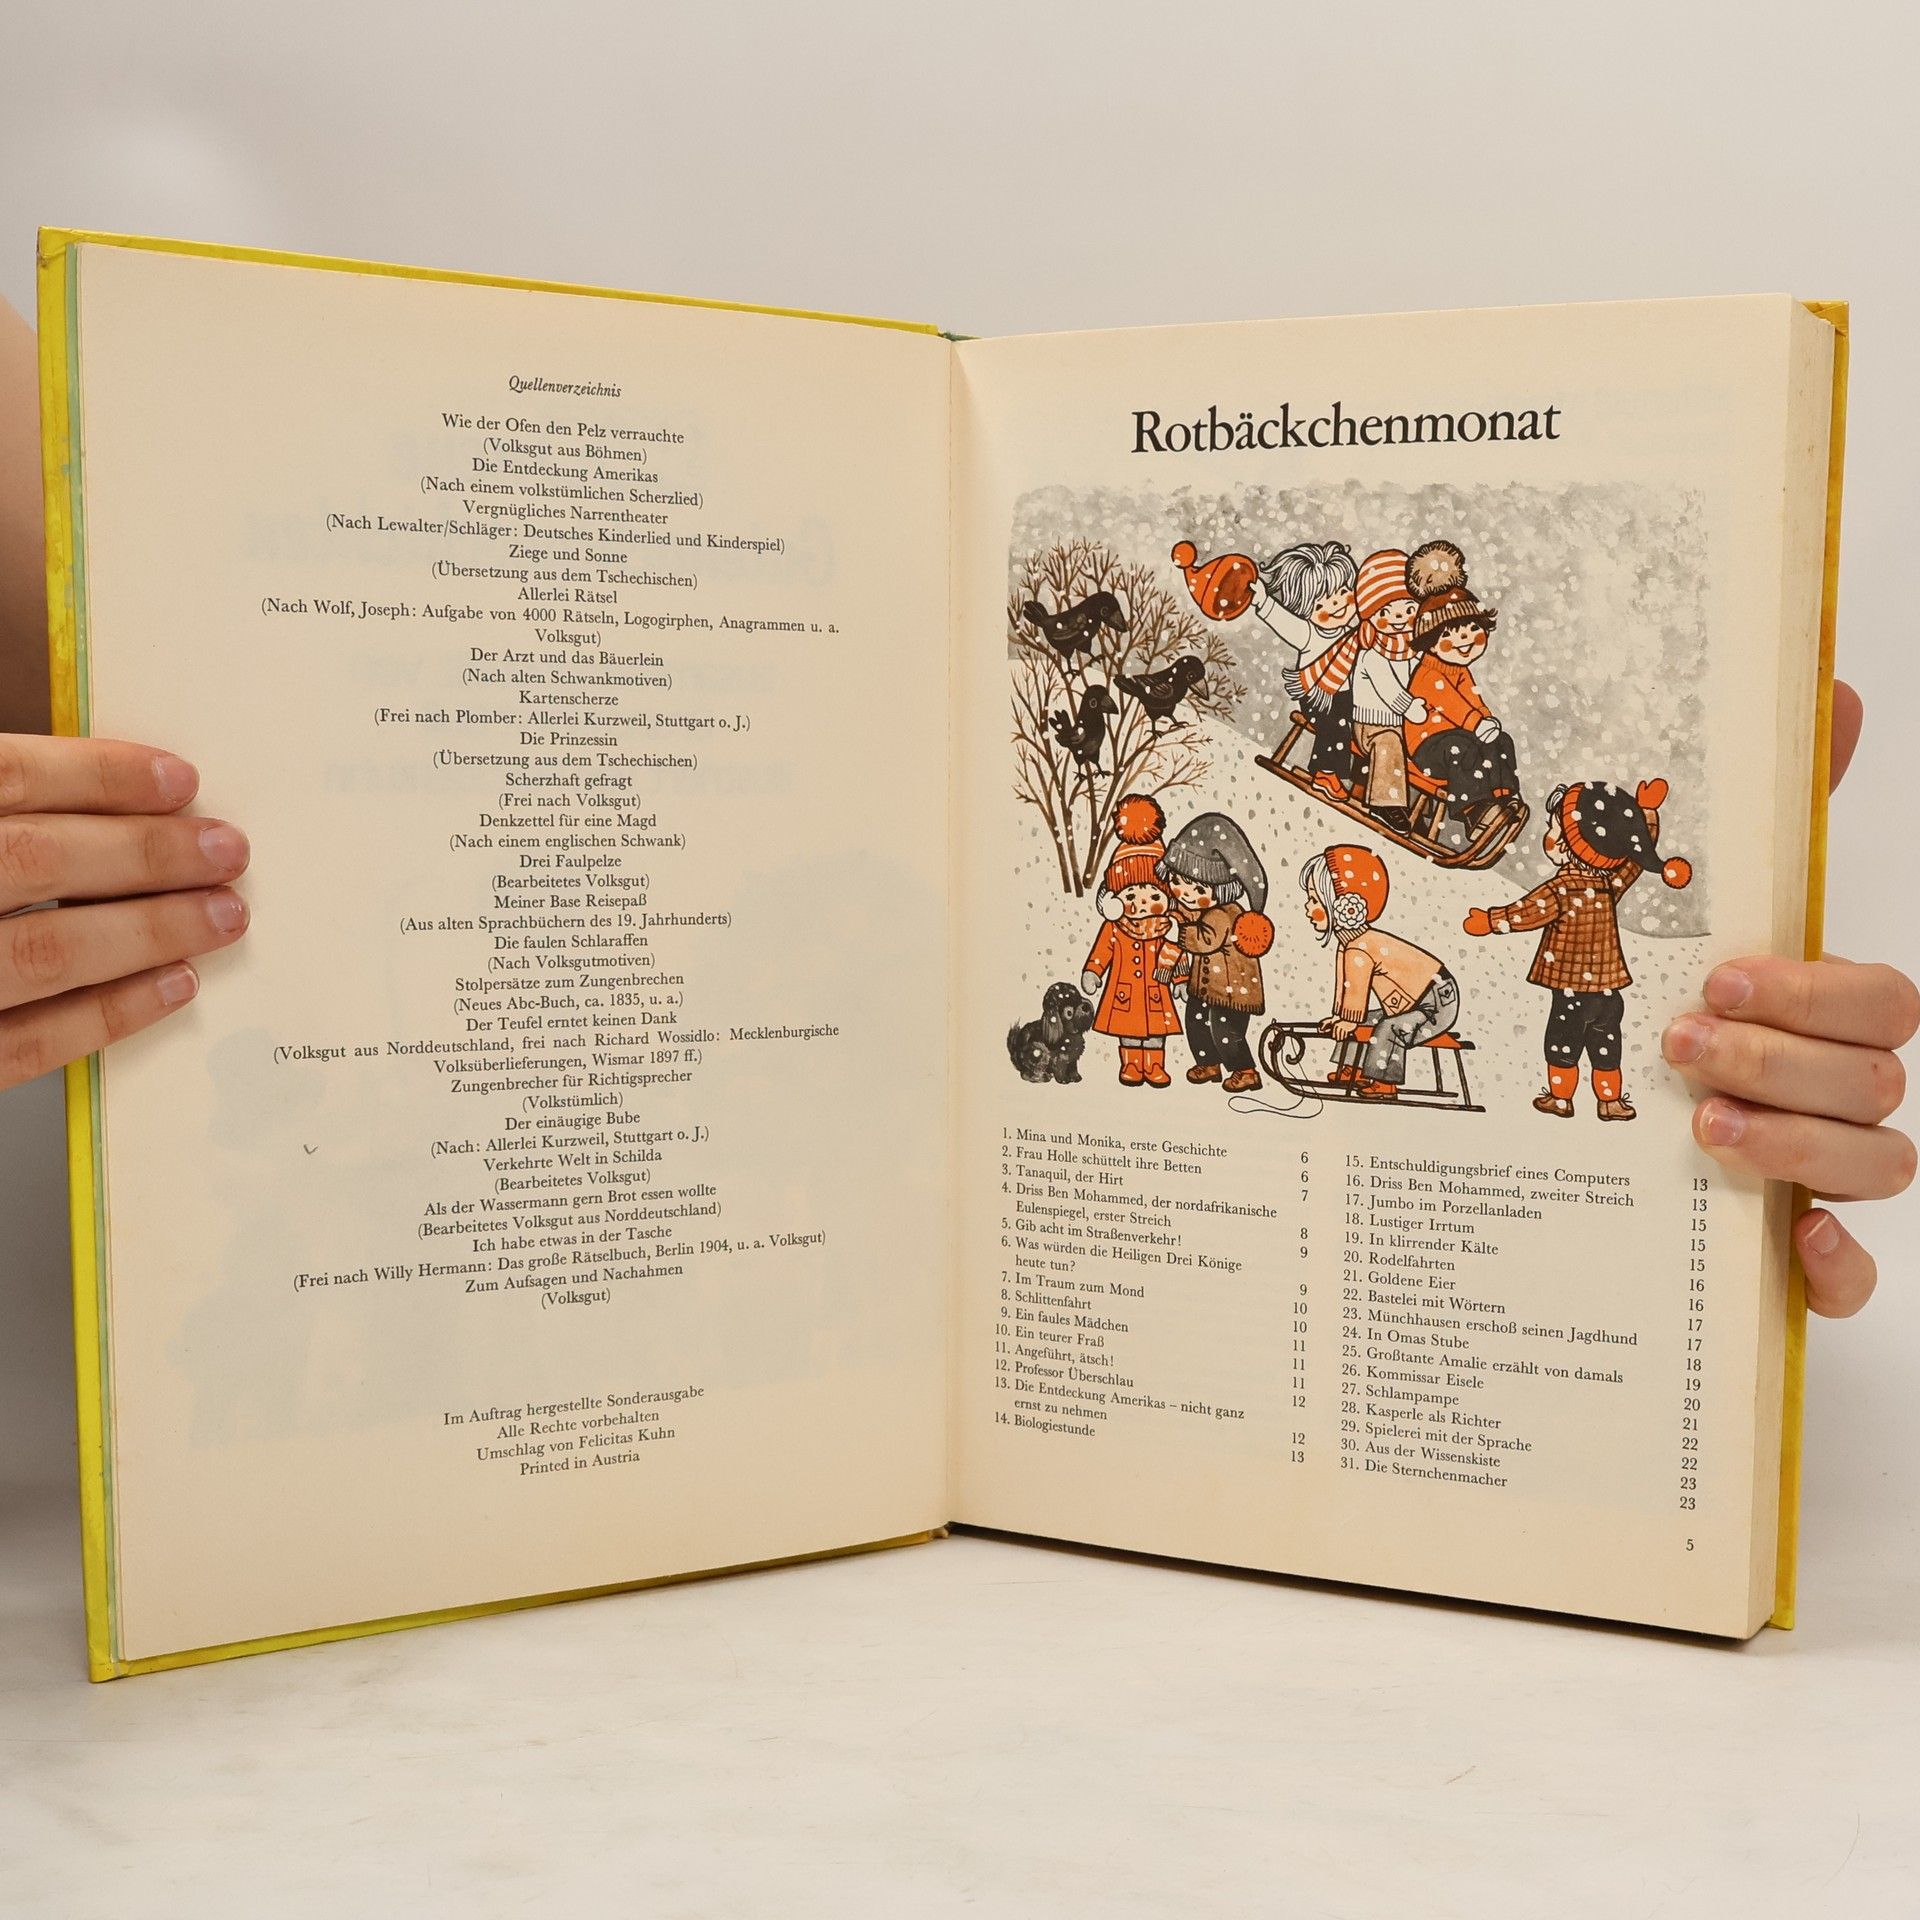 Quellenverzeichnis
Wie der Ofen den Pelz verrauchte
(Volksgut aus Böhmen)
Die Entdeckung Amerikas
(Nach einem volkstümlichen Scherzlied)
Vergnügliches Narrentheater
(Nach Lewalter/Schläger: Deutsches Kinderlied und Kinderspiel)
Ziege und Sonne
(Übersetzung aus dem Tschechischen)
Allerlei Rätsel
(Nach Wolf, Joseph: Aufgabe von 4000 Rätseln, Logogirphen, Anagrammen u. a.
Volksgut)
Der Arzt und das Bäuerlein
(Nach alten Schwankmotiven)
Kartenscherze
(Frei nach Plomber: Allerlei Kurzweil, Stuttgart o. J.)
Die Prinzessin
(Übersetzung aus dem Tschechischen)
Scherzhaft gefragt
(Frei nach Volksgut)
Denkzettel für eine Magd
(Nach einem englischen Schwank)
Drei Faulpelze
(Bearbeitetes Volksgut)
Meiner Base Reisepaß
(Aus alten Sprachbüchern des 19. Jahrhunderts)
Die faulen Schlaraffen
(Nach Volksgutmotiven)
Stolpersätze zum Zungenbrechen
(Neues Abc-Buch, ca. 1835, u. a.)
Der Teufel erntet keinen Dank
(Volksgut aus Norddeutschland, frei nach Richard Wossidlo: Mecklenburgische
Volksüberlieferungen, Wismar 1897 ff.)
Zungenbrecher für Richtigsprecher
(Volkstümlich)
Der einäugige Bube
(Nach: Allerlei Kurzweil, Stuttgart o. J.)
Verkehrte Welt in Schilda
(Bearbeitetes Volksgut)
Als der Wassermann gern Brot essen wollte
(Bearbeitetes Volksgut aus Norddeutschland)
Ich habe etwas in der Tasche
(Frei nach Willy Hermann: Das große Rätselbuch, Berlin 1904, u. a. Volksgut)
Zum Aufsagen und Nachahmen
(Volksgut)
Im Auftrag hergestellte Sonderausgabe
Alle Rechte vorbehalten
Umschlag von Felicitas Kuhn
Printed in Austria
Rotbäckchenmonat
1. Mina und Monika, erste Geschichte 6
2. Frau Holle schüttelt ihre Betten 6
3. Tanaquil, der Hirt 7
4. Driss Ben Mohammed, der nordafrikanische
Eulenspiegel, erster Streich 8
5. Gib acht im Straßenverkehr! 9
6. Was würden die Heiligen Drei Könige
heute tun? 9
7. Im Traum zum Mond 10
8. Schlittenfahrt 10
9. Ein faules Mädchen 11
10. Ein teurer Fraß 11
11. Angeführt, ätsch! 11
12. Professor Überschlau 12
13. Die Entdeckung Amerikas – nicht ganz
ernst zu nehmen 12
14. Biologiestunde 13
15. Entschuldigungsbrief eines Computers 13
16. Driss Ben Mohammed, zweiter Streich 13
17. Jumbo im Porzellanladen 15
18. Lustiger Irrtum 15
19. In klirrender Kälte 15
20. Rodelfahrten 16
21. Goldene Eier 16
22. Bastelei mit Wörtern 17
23. Münchhausen erschoß seinen Jagdhund 17
24. In Omas Stube 18
25. Großtante Amalie erzählt von damals 19
26. Kommissar Eisele 20
27. Schlampampe 21
28. Kasperle als Richter 22
29. Spielerei mit der Sprache 22
30. Aus der Wissenskiste 23
31. Die Sternchenmacher 23
5